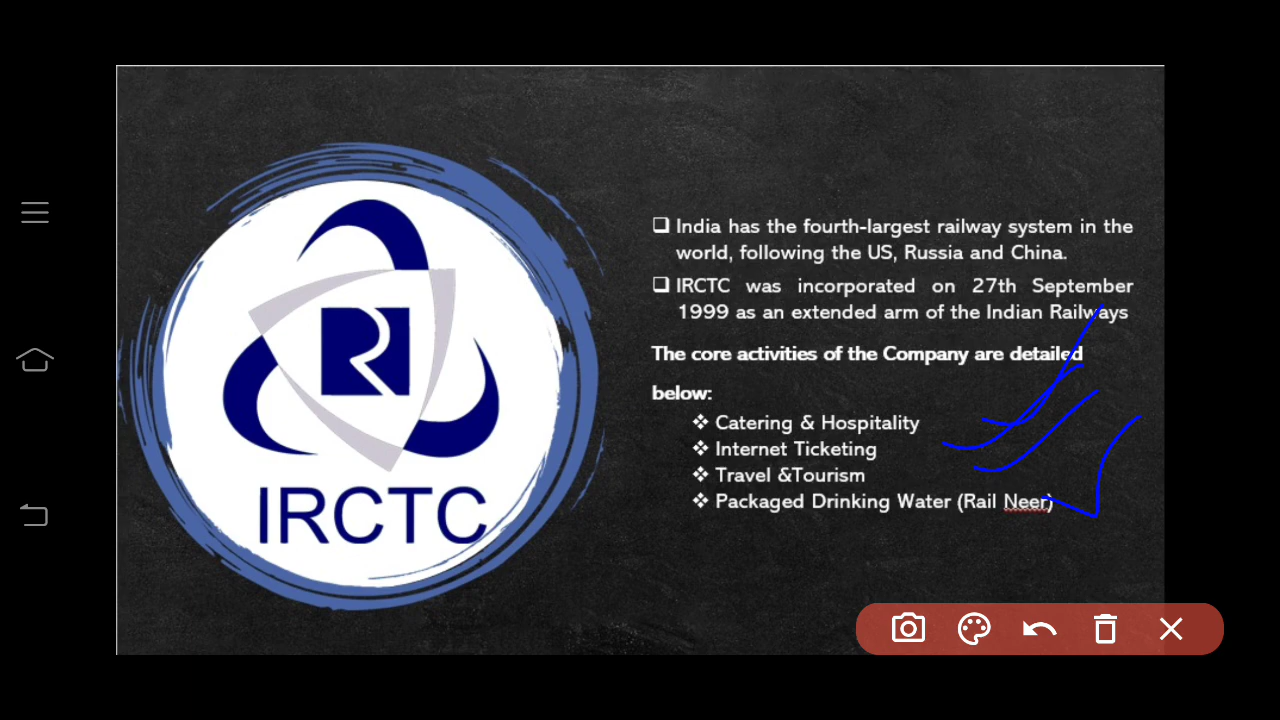 IRCTC
India has the fourth-largest railway system in the
world, following the US, Russia and China.
IRCTC was incorporated on 27th September
1999 as an extended arm of the Indian Railways
The core activities of the Company are detailed
below:
Catering & Hospitality
Internet Ticketing
Travel &Tourism
Packaged Drinking Water (Rail Neer)